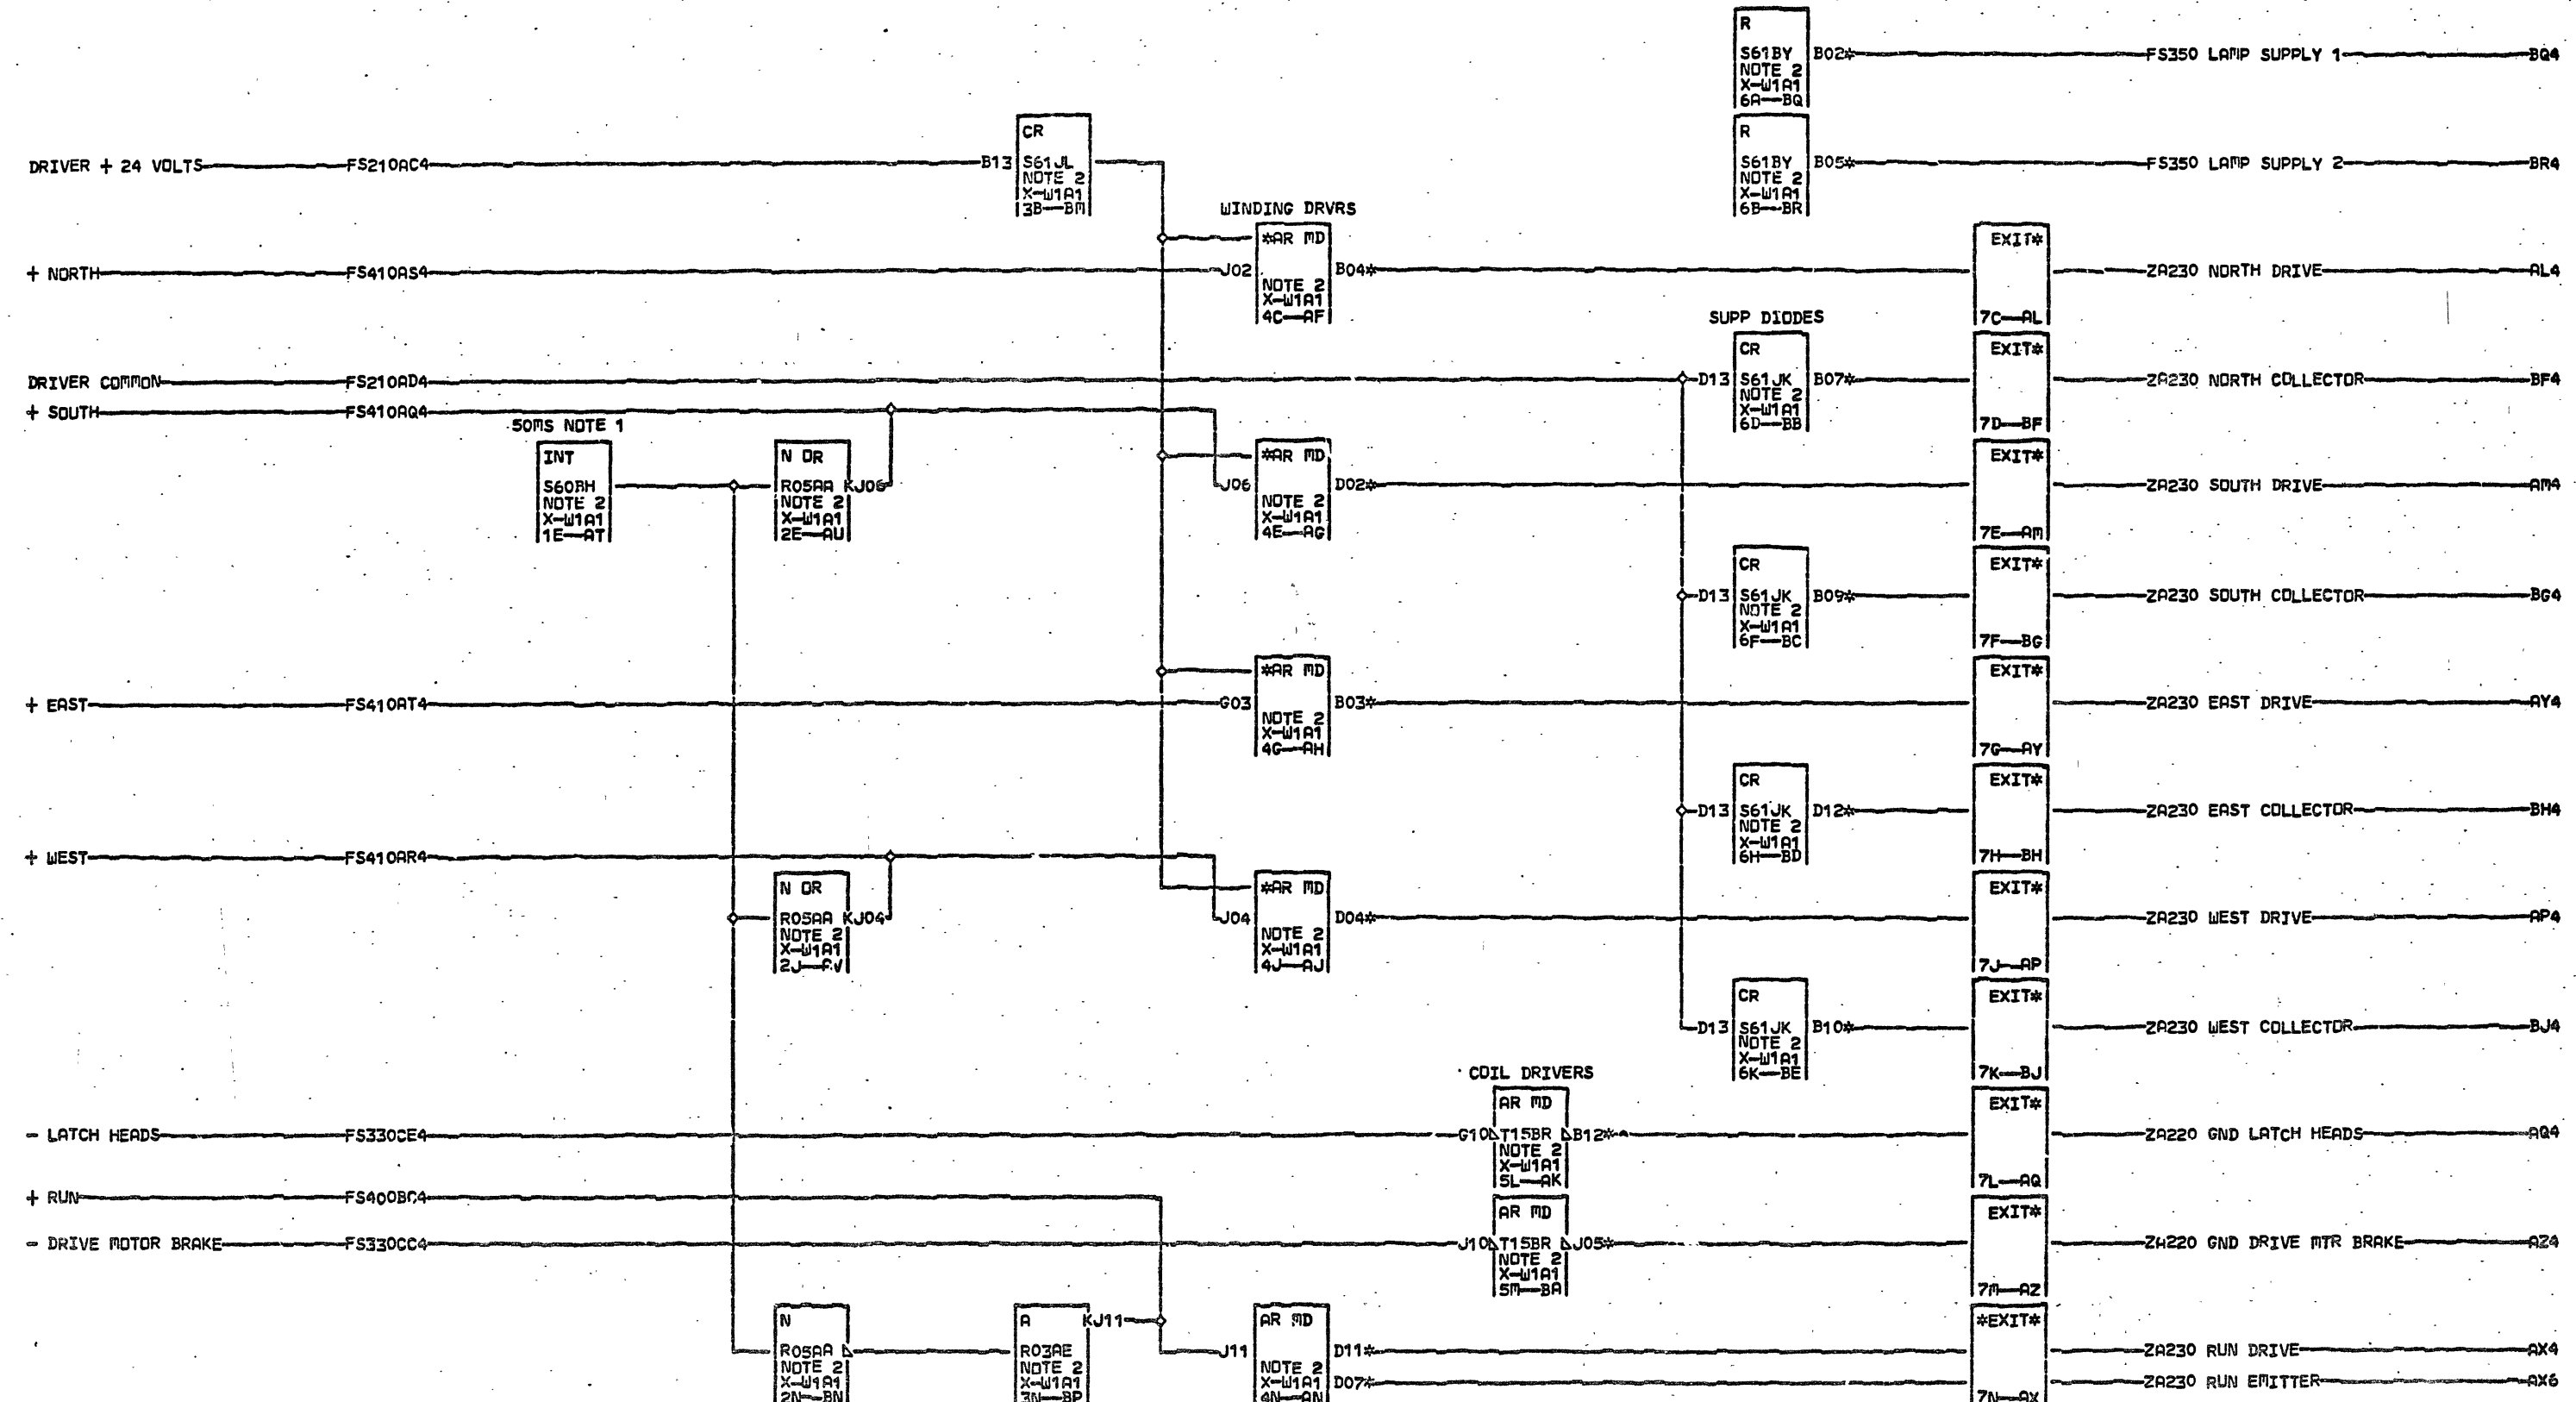 R
S61BY B02* FS350 LAMP SUPPLY 1 BQ4
NOTE 2
X-W1A1
6A—BQ
CR
R
DRIVER + 24 VOLTS FS210AC4 B13 S61JL
S61BY B05* FS350 LAMP SUPPLY 2 BR4
NOTE 2
X-W1A1
3B—BM
NOTE 2
X-W1A1
6B—BR
WINDING DRVRS
*AR MD
EXIT*
+ NORTH FS410AS4 J02 B04* ZA230 NORTH DRIVE AL4
NOTE 2
X-W1A1
4C—AF
7C—AL
SUPP DIODES
CR
EXIT*
DRIVER COMMON FS210AD4 D13 S61JK B07* ZA230 NORTH COLLECTOR BF4
NOTE 2
X-W1A1
6D—BB
7D—BF
+ SOUTH FS410AQ4
50MS NOTE 1
INT
N OR
*AR MD
EXIT*
S60BH R05AA KJ06 J06 D02* ZA230 SOUTH DRIVE AM4
NOTE 2
X-W1A1
1E—AT
NOTE 2
X-W1A1
2E—AU
NOTE 2
X-W1A1
4E—AG
7E—AM
CR
EXIT*
D13 S61JK B09* ZA230 SOUTH COLLECTOR BG4
NOTE 2
X-W1A1
6F—BC
7F—BG
*AR MD
EXIT*
+ EAST FS410AT4 G03 B03* ZA230 EAST DRIVE AY4
NOTE 2
X-W1A1
4G—AH
7G—AY
CR
EXIT*
D13 S61JK D12* ZA230 EAST COLLECTOR BH4
NOTE 2
X-W1A1
6H—BD
7H—BH
+ WEST FS410AR4
N OR
*AR MD
EXIT*
R05AA KJ04 J04 D04* ZA230 WEST DRIVE AP4
NOTE 2
X-W1A1
2J—AV
NOTE 2
X-W1A1
4J—AJ
7J—AP
CR
EXIT*
D13 S61JK B10* ZA230 WEST COLLECTOR BJ4
NOTE 2
X-W1A1
6K—BE
7K—BJ
COIL DRIVERS
AR MD
EXIT*
- LATCH HEADS FS330CE4 G10 T15BR B12* ZA220 GND LATCH HEADS AQ4
NOTE 2
X-W1A1
5L—AK
7L—AQ
+ RUN FS400BC4
AR MD
EXIT*
- DRIVE MOTOR BRAKE FS330CC4 J10 T15BR J05* ZA220 GND DRIVE MTR BRAKE AZ4
NOTE 2
X-W1A1
5M—BA
7M—AZ
N
A KJ11
AR MD
*EXIT*
R05AA R03AE J11 D11* ZA230 RUN DRIVE AX4
NOTE 2
X-W1A1
2N—BN
NOTE 2
X-W1A1
3N—BP
NOTE 2
X-W1A1 D07* ZA230 RUN EMITTER AX6
4N—AN
7N—AX